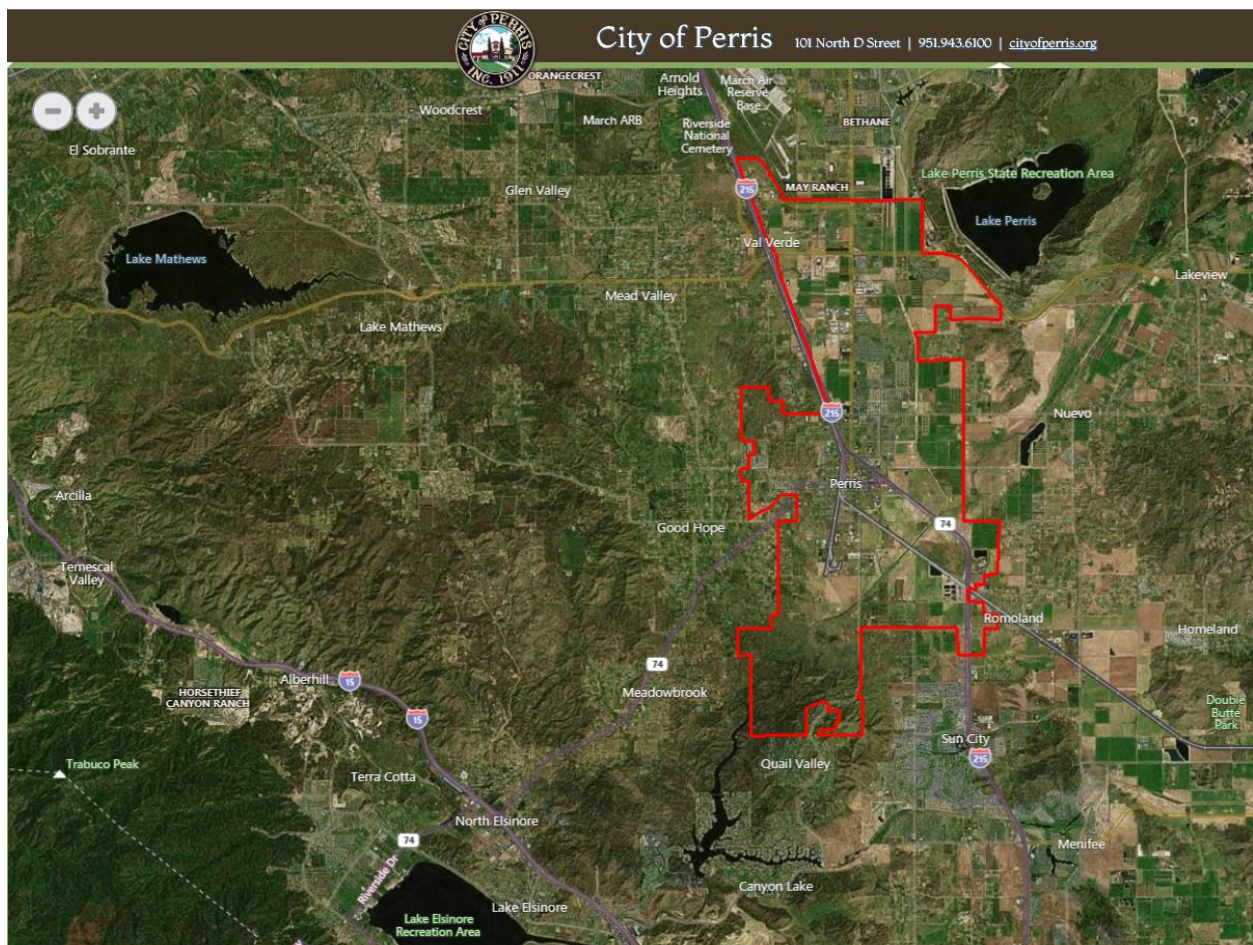 City of Perris 101 North D Street | 951.943.6100 | cityofperris.org
CITY OF PERRIS
INC. 1911
ORANGECREST
Arnold
Heights
March Air
Reserve
Base
Woodcrest
March ARB
Riverside
National
Cemetery
BETHANE
El Sobrante
Lake Perris State Recreation Area
Glen Valley
215
MAY RANCH
Lake Perris
Val Verde
Lake Mathews
Lakeview
Mead Valley
Lake Mathews
215
Nuevo
Perris
Arcilla
Good Hope
74
Temescal
Valley
Romoland
Homeland
74
Alberhill
15
HORSETHIEF
CANYON RANCH
Meadowbrook
Double
Butte
Park
15
Sun City
215
Trabuco Peak
Quail Valley
Terra Cotta
North Elsinore
74
Menifee
Riverside Dr
Canyon Lake
Lake Elsinore
Lake Elsinore
Recreation Area